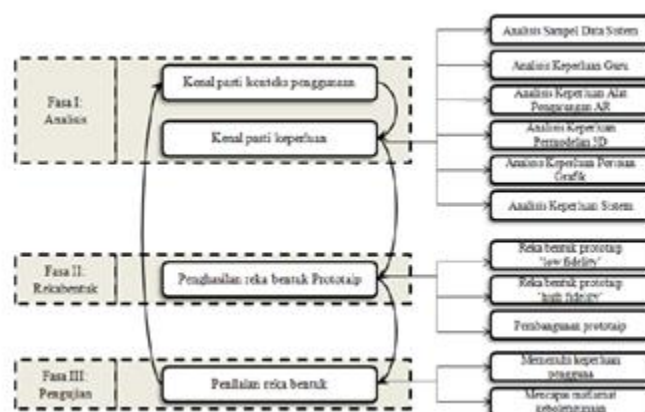 Fasa I:
Analisis
Kenal pasti konteks penggunaan
Kenal pasti keperluan
Analisis Sampel Data Sistem
Analisis Keperluan Guru
Analisis Keperluan Alat
Pengarangan AR
Analisis Keperluan
Permodelan 3D
Analisis Keperluan Perisian
Grafik
Analisis Keperluan Sistem
Fasa II:
Rekabentuk
Penghasilan reka bentuk Prototaip
Reka bentuk prototaip
"low fidelity"
Reka bentuk prototaip
"high fidelity"
Pembangunan prototaip
Fasa III:
Pengujian
Penilaian reka bentuk
Memenuhi keperluan
pengguna
Mencapai matlamat
kebolehgunaan